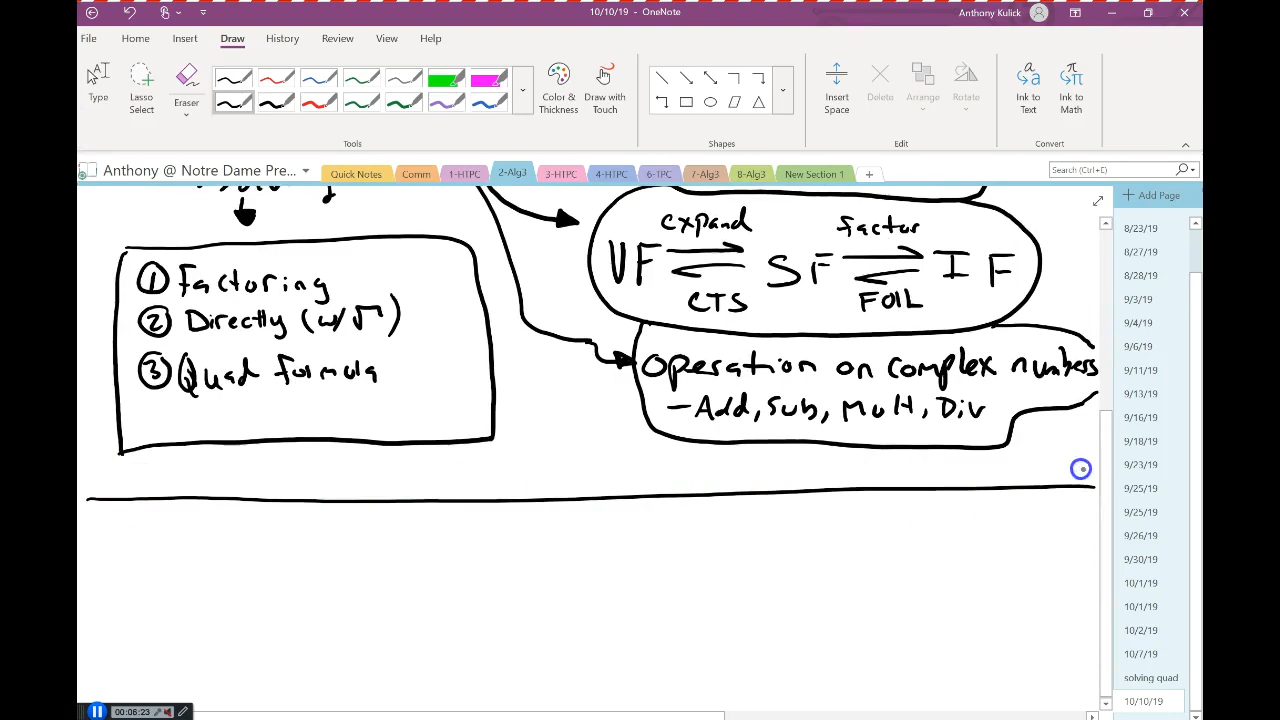 10/10/19 - OneNote
Anthony Kulick
File Home Insert Draw History Review View Help
Type
Lasso Select
Eraser
Color & Thickness
Draw with Touch
Insert Space
Delete
Arrange
Rotate
Ink to Text
Ink to Math
Tools
Shapes
Edit
Convert
Anthony @ Notre Dame Pre...
Quick Notes
Comm
1-HTPC
2-Alg3
3-HTPC
4-HTPC
6-TPC
7-Alg3
8-Alg3
New Section 1
Search (Ctrl+E)
Add Page
8/23/19
8/27/19
8/28/19
9/3/19
9/4/19
9/6/19
9/11/19
9/13/19
9/16/19
9/18/19
9/23/19
9/25/19
9/25/19
9/26/19
10/1/19
10/1/19
10/2/19
10/7/19
solving quad
10/10/19
① Factoring
② Directly (w/√)
③ Quad formula
expand factor
VF ⇌ SF ⇌ IF
CTS FOIL
Operation on complex numbers
- Add, Sub, Mult, Div
00:06:23